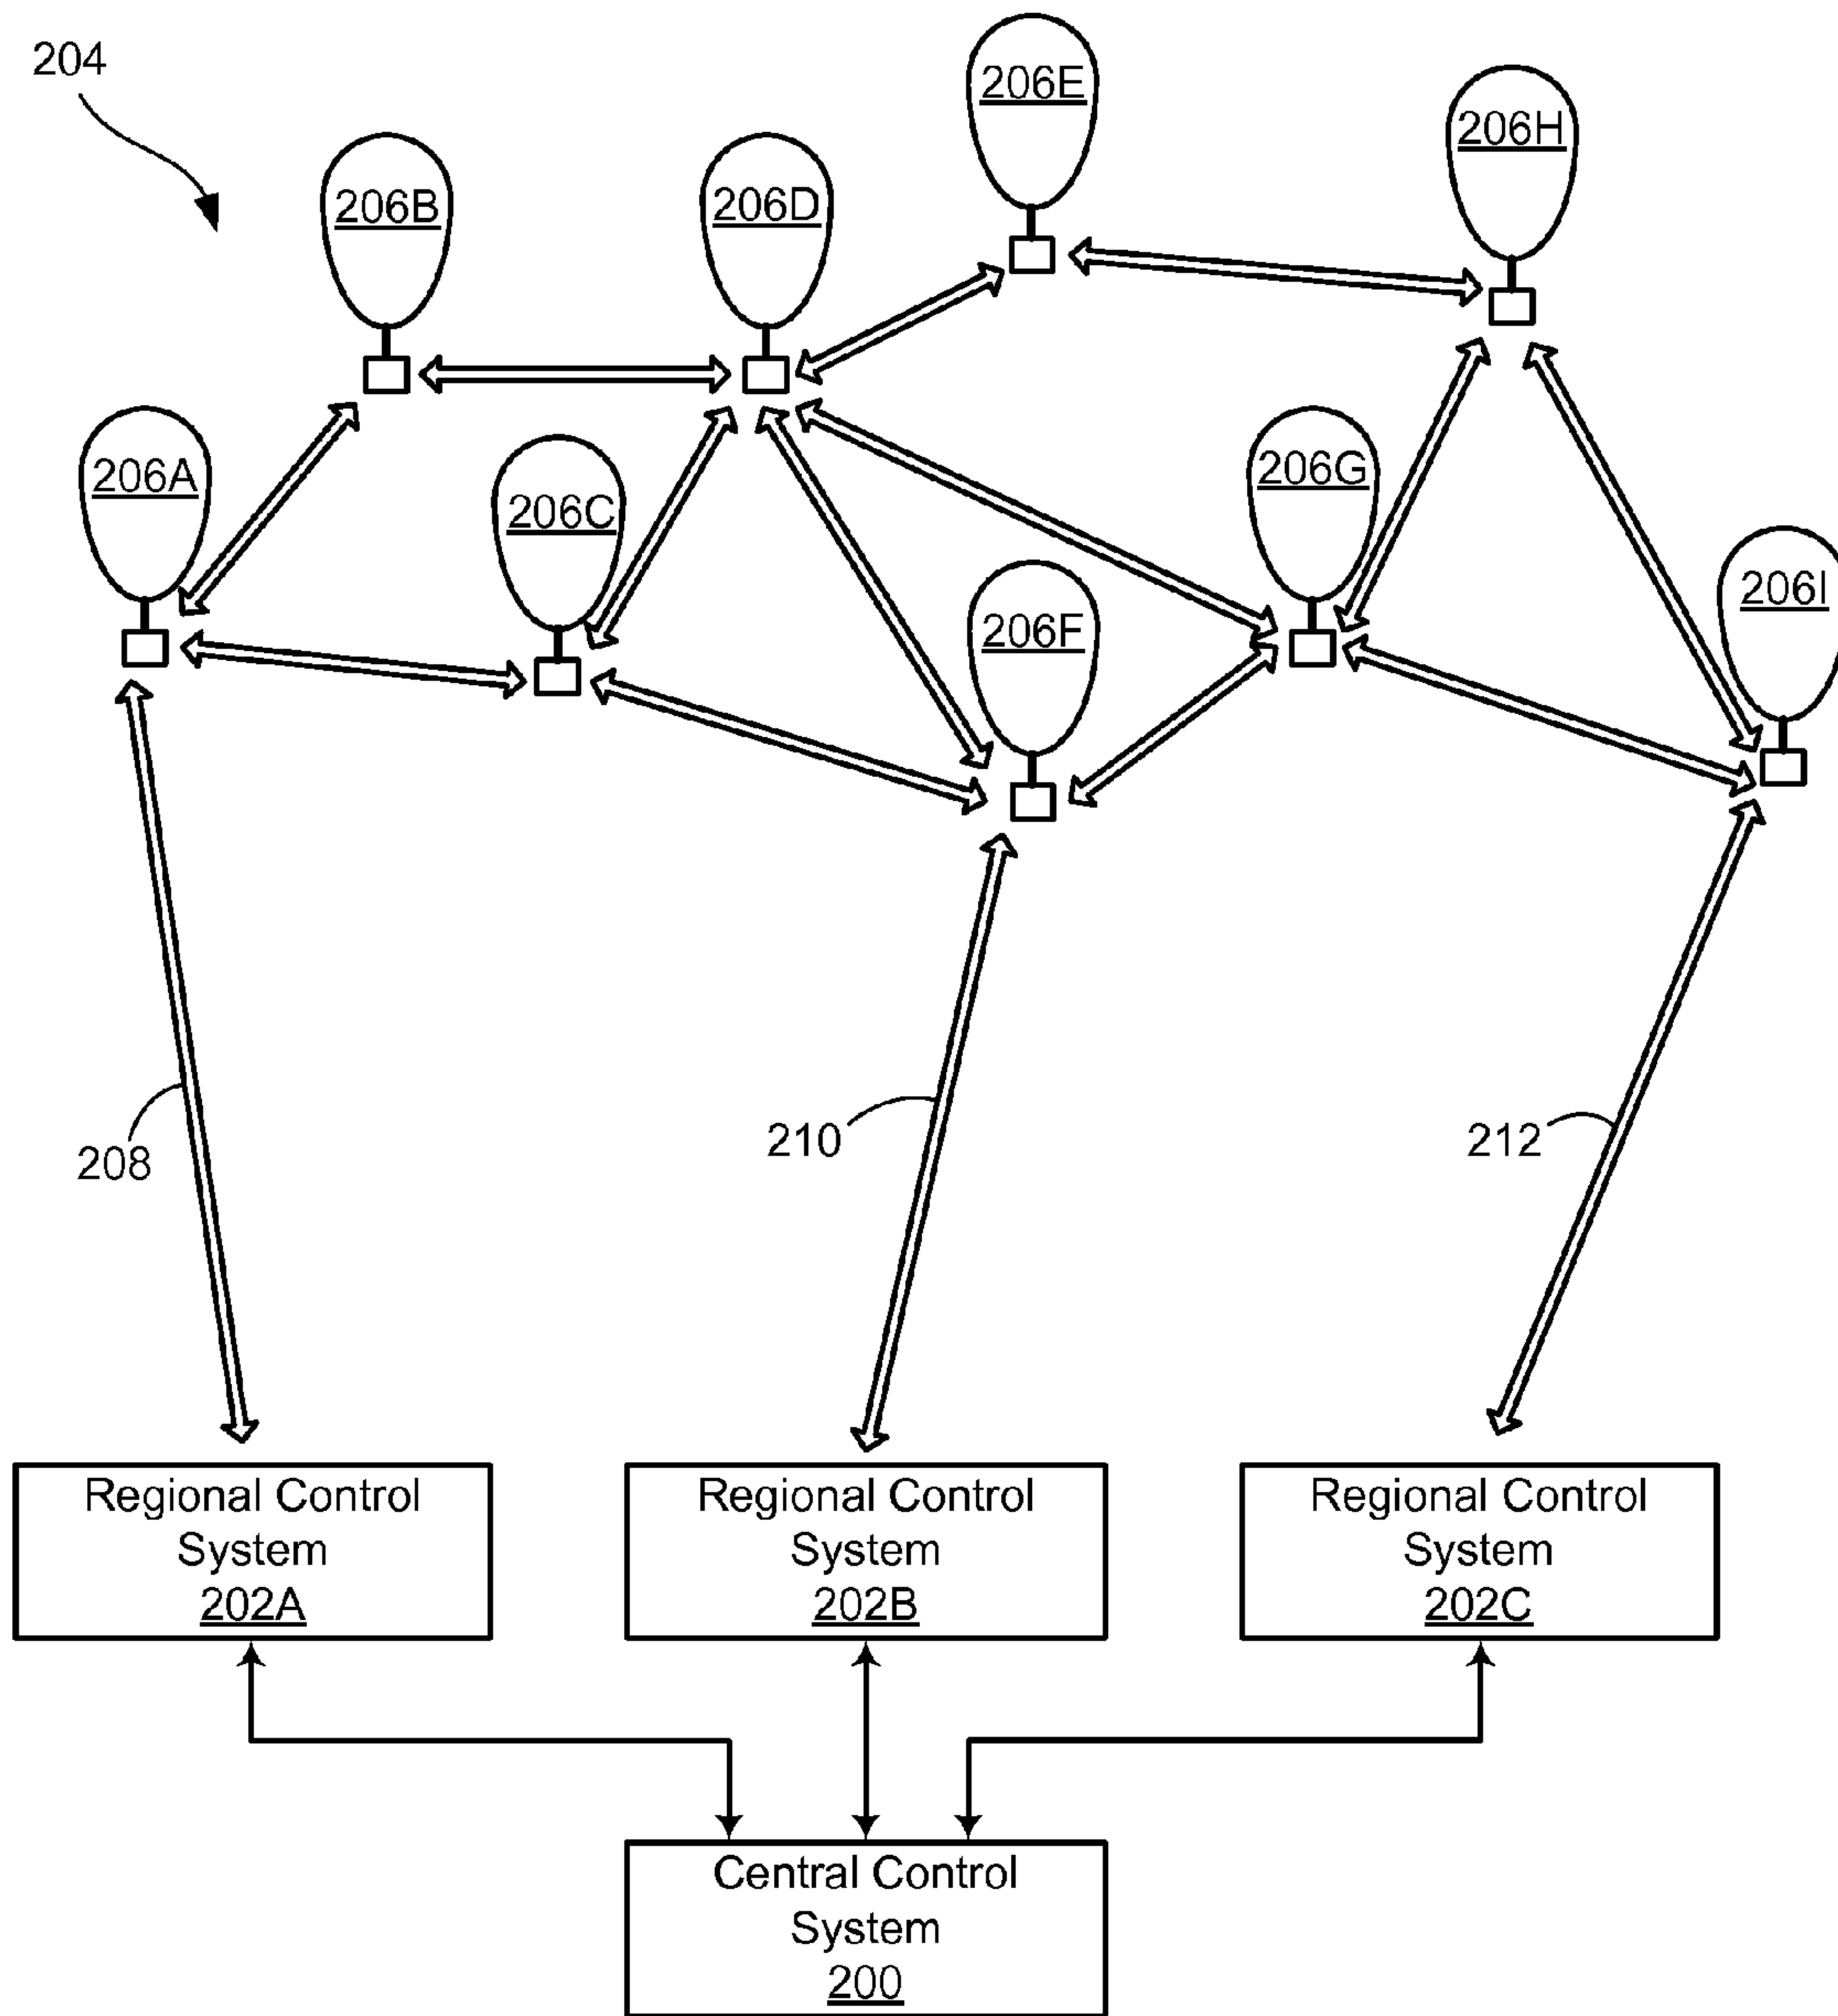 204
206E
206H
206B
206D
206A
206C
206G
206F
206I
208
210
212
Regional Control
System
202A
Regional Control
System
202B
Regional Control
System
202C
Central Control
System
200